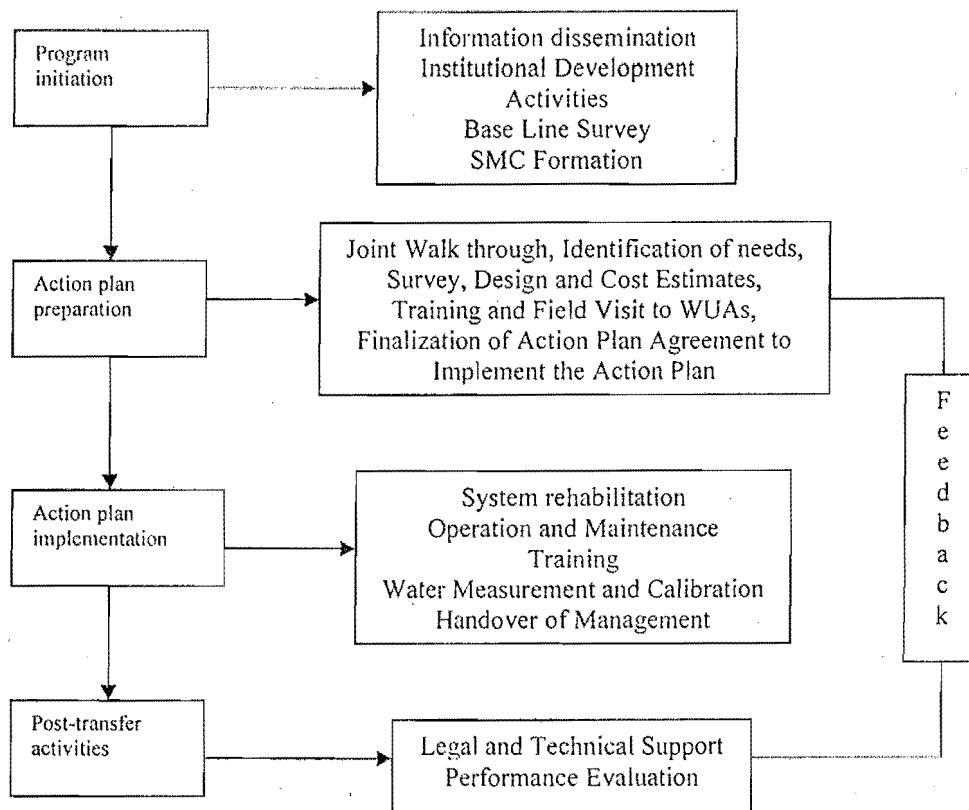 Program
initiation
Information dissemination
Institutional Development
Activities
Base Line Survey
SMC Formation
Action plan
preparation
Joint Walk through, Identification of needs,
Survey, Design and Cost Estimates,
Training and Field Visit to WUAs,
Finalization of Action Plan Agreement to
Implement the Action Plan
Feedback
Action plan
implementation
System rehabilitation
Operation and Maintenance
Training
Water Measurement and Calibration
Handover of Management
Post-transfer
activities
Legal and Technical Support
Performance Evaluation